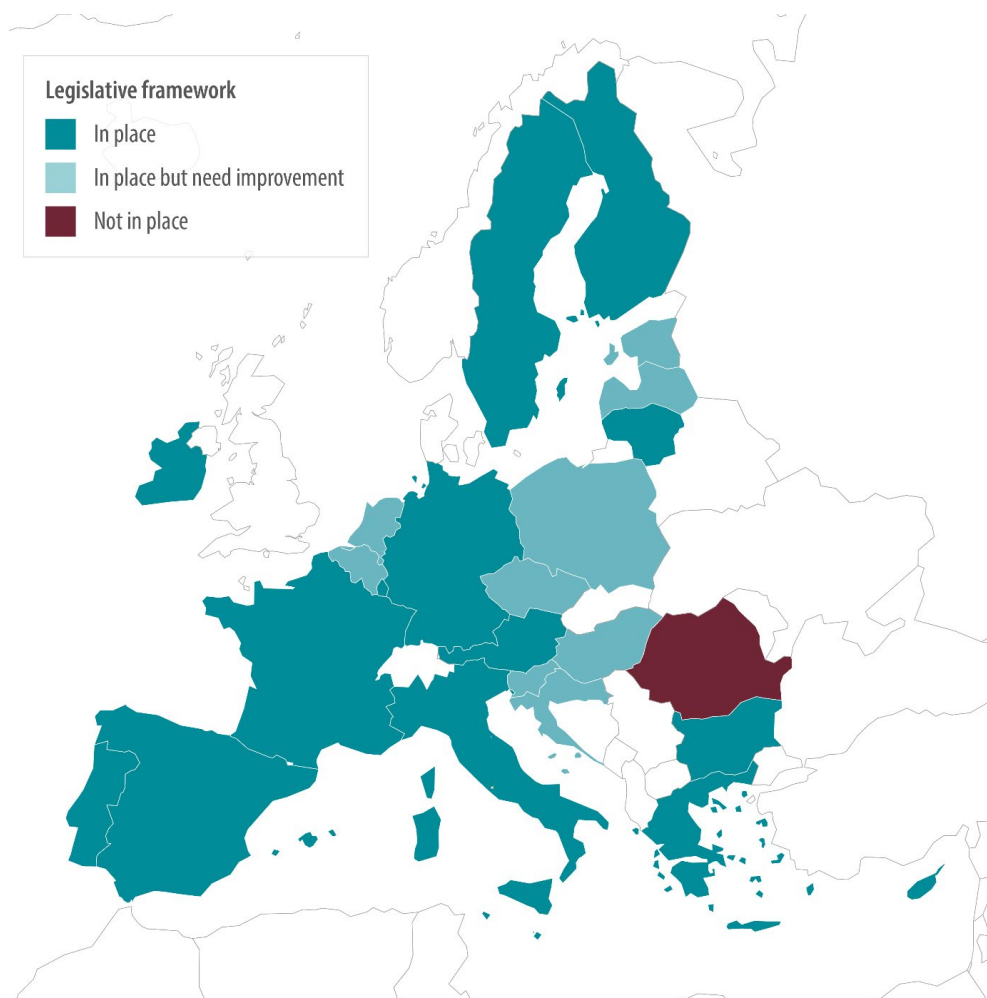 Legislative framework
In place
In place but need improvement
Not in place